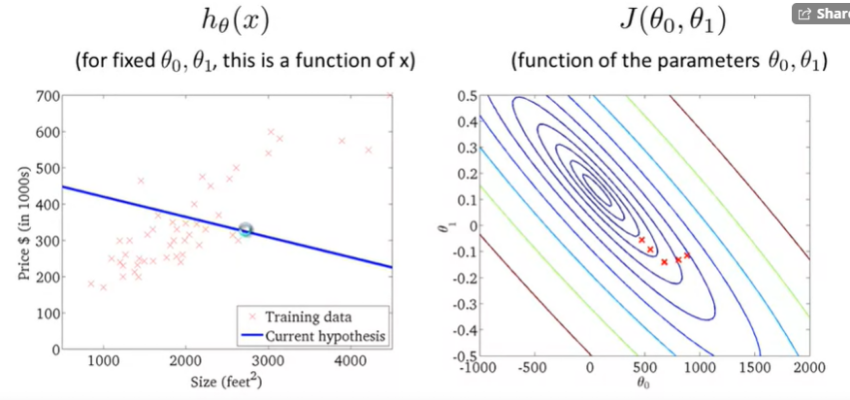 hθ(x)
(for fixed θ0, θ1, this is a function of x)
700
600
500
400
300
200
100
0
Price $ (in 1000s)
1000
2000
3000
4000
Size (feet²)
Training data
Current hypothesis
Share
J(θ0, θ1)
(function of the parameters θ0, θ1)
0.5
0.4
0.3
0.2
0.1
0
-0.1
-0.2
-0.3
-0.4
-0.5
θ1
-1000
-500
0
500
1000
1500
2000
θ0